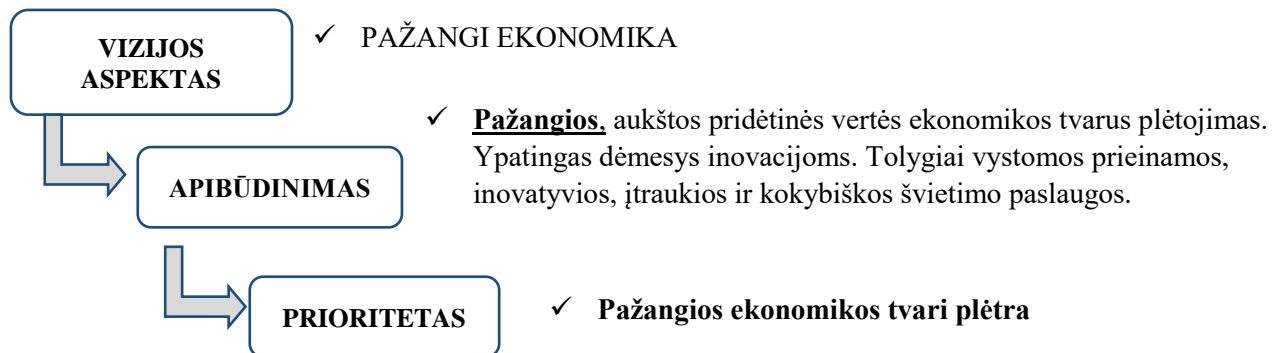 VIZIJOS
ASPEKTAS
✓ PAŽANGI EKONOMIKA
✓ Pažangios, aukštos pridėtinės vertės ekonomikos tvarus plėtojimas.
Ypatingas dėmesys inovacijoms. Tolygiai vystomos prieinamos,
inovatyvios, įtraukios ir kokybiškos švietimo paslaugos.
APIBŪDINIMAS
PRIORITETAS
✓ Pažangios ekonomikos tvari plėtra